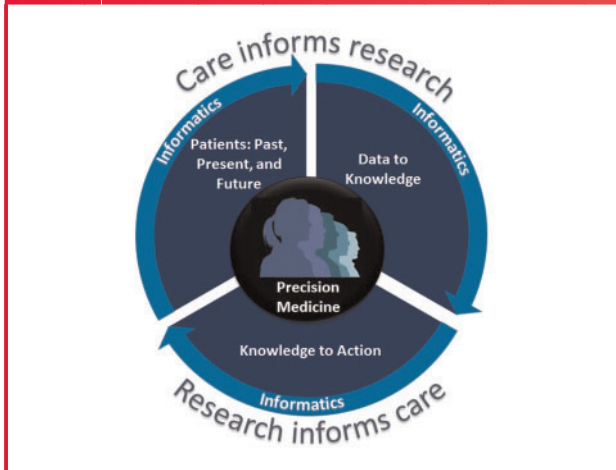 Care informs research
Informatics
Patients: Past,
Present, and
Future
Informatics
Data to
Knowledge
Precision
Medicine
Knowledge to Action
Informatics
Research informs care